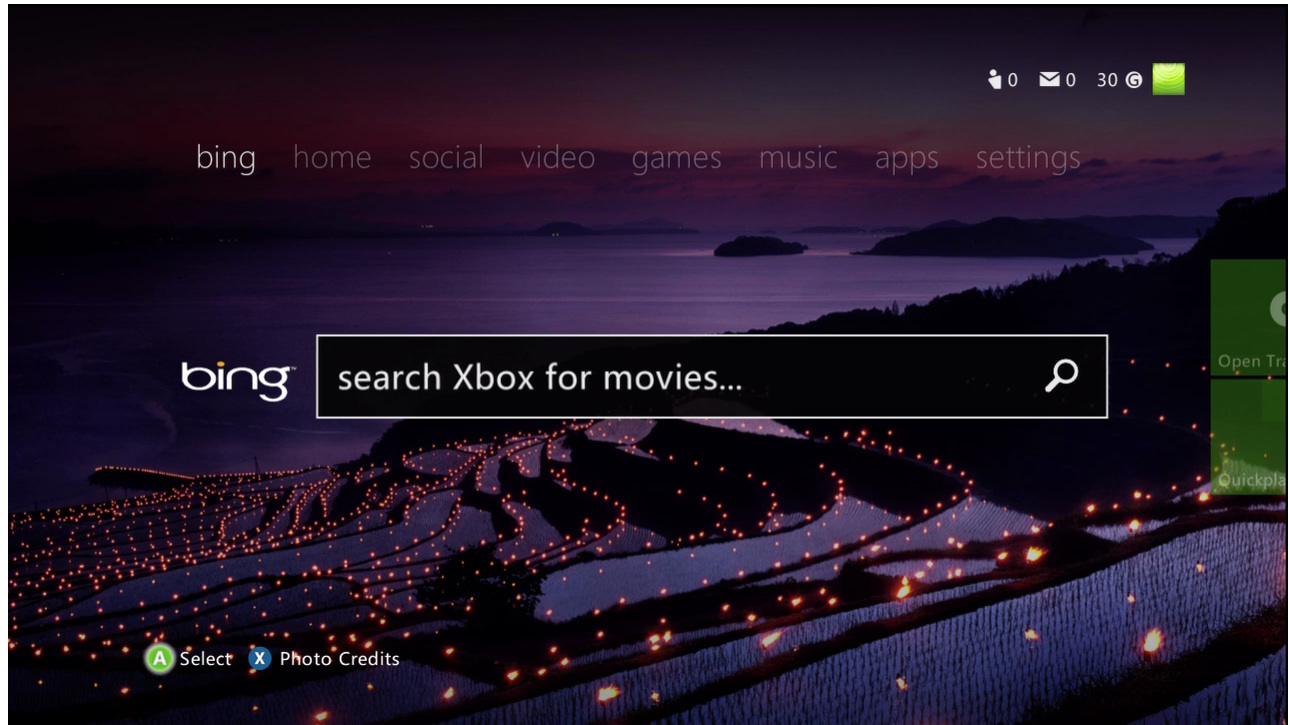 0 0 30 G
bing home social video games music apps settings
bing™ search Xbox for movies...
Open Tra
Quickpla
A Select X Photo Credits